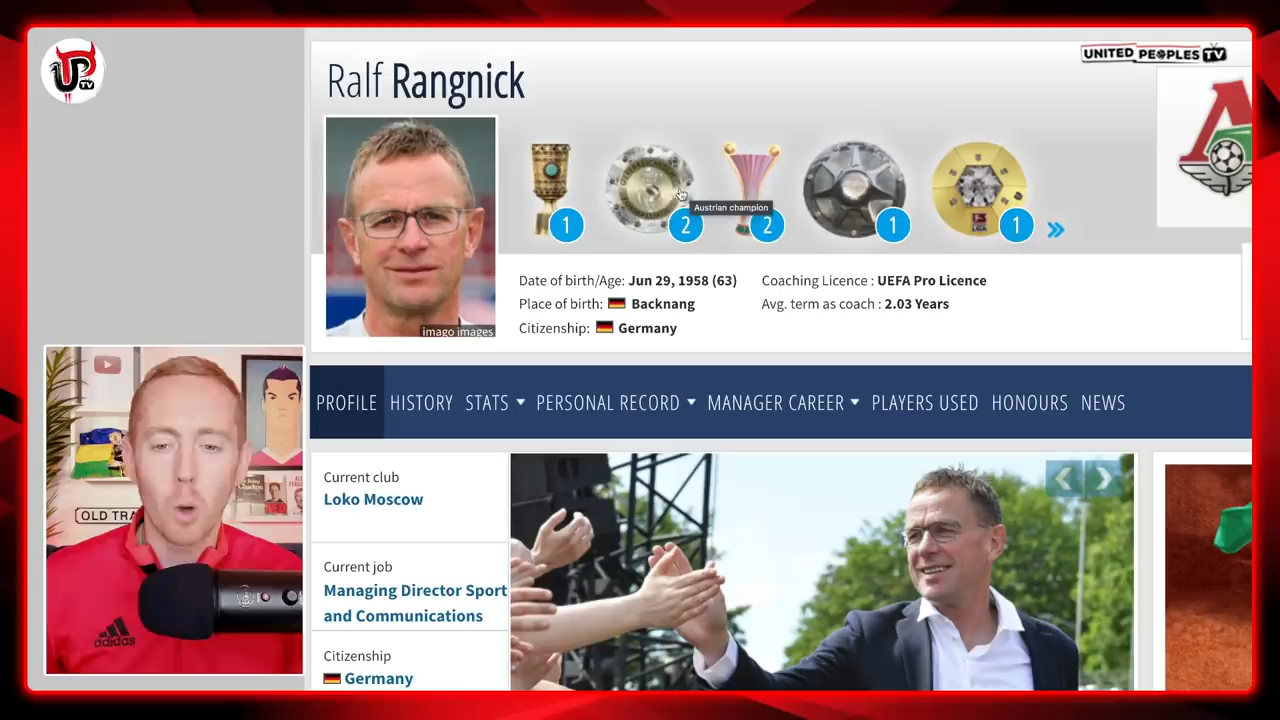 UP
TV
UNITED PEOPLES TV
Ralf Rangnick
imago images
1
2
Austrian champion
2
1
1
Date of birth/Age: Jun 29, 1958 (63)
Place of birth: Backnang
Citizenship: Germany
Coaching Licence : UEFA Pro Licence
Avg. term as coach : 2.03 Years
PROFILE HISTORY STATS PERSONAL RECORD MANAGER CAREER PLAYERS USED HONOURS NEWS
Current club
Loko Moscow
Current job
Managing Director Sport
and Communications
Citizenship
Germany
OLD TRA
adidas